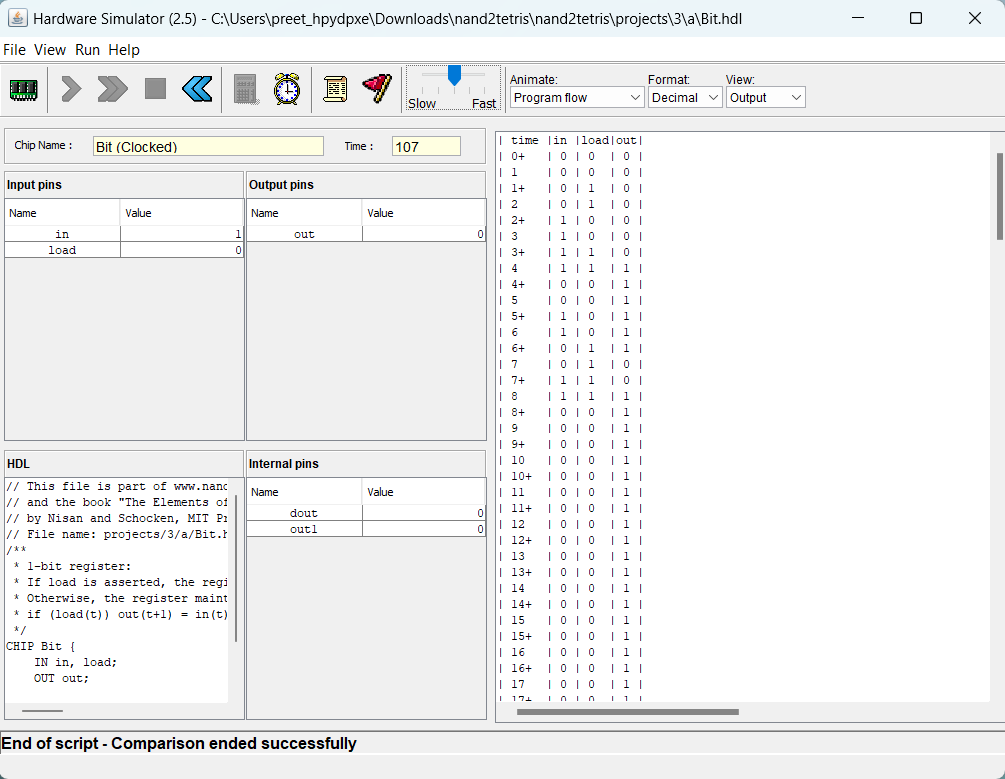 Hardware Simulator (2.5) - C:\Users\preet_hpydpxe\Downloads\nand2tetris\nand2tetris\projects\3\a\Bit.hdl
File View Run Help
Slow Fast
Animate: Format: View:
Program flow Decimal Output
Chip Name : Bit (Clocked) Time : 107
Input pins
Name Value
in 1
load 0
Output pins
Name Value
out 0
HDL
// This file is part of www.nand
// and the book "The Elements of
// by Nisan and Schocken, MIT Pr
// File name: projects/3/a/Bit.h
/**
* 1-bit register:
* If load is asserted, the regi
* Otherwise, the register maint
* if (load(t)) out(t+1) = in(t)
*/
CHIP Bit {
IN in, load;
OUT out;
Internal pins
Name Value
dout 0
out1 0
| time |in |load|out|
| 0+ | 0 | 0 | 0 |
| 1 | 0 | 0 | 0 |
| 1+ | 0 | 1 | 0 |
| 2 | 0 | 1 | 0 |
| 2+ | 1 | 0 | 0 |
| 3 | 1 | 0 | 0 |
| 3+ | 1 | 1 | 0 |
| 4 | 1 | 1 | 1 |
| 4+ | 0 | 0 | 1 |
| 5 | 0 | 0 | 1 |
| 5+ | 1 | 0 | 1 |
| 6 | 1 | 0 | 1 |
| 6+ | 0 | 1 | 1 |
| 7 | 0 | 1 | 0 |
| 7+ | 1 | 1 | 0 |
| 8 | 1 | 1 | 1 |
| 8+ | 0 | 0 | 1 |
| 9 | 0 | 0 | 1 |
| 9+ | 0 | 0 | 1 |
| 10 | 0 | 0 | 1 |
| 10+ | 0 | 0 | 1 |
| 11 | 0 | 0 | 1 |
| 11+ | 0 | 0 | 1 |
| 12 | 0 | 0 | 1 |
| 12+ | 0 | 0 | 1 |
| 13 | 0 | 0 | 1 |
| 13+ | 0 | 0 | 1 |
| 14 | 0 | 0 | 1 |
| 14+ | 0 | 0 | 1 |
| 15 | 0 | 0 | 1 |
| 15+ | 0 | 0 | 1 |
| 16 | 0 | 0 | 1 |
| 16+ | 0 | 0 | 1 |
| 17 | 0 | 0 | 1 |
| 17+ | 0 | 0 | 1 |
End of script - Comparison ended successfully